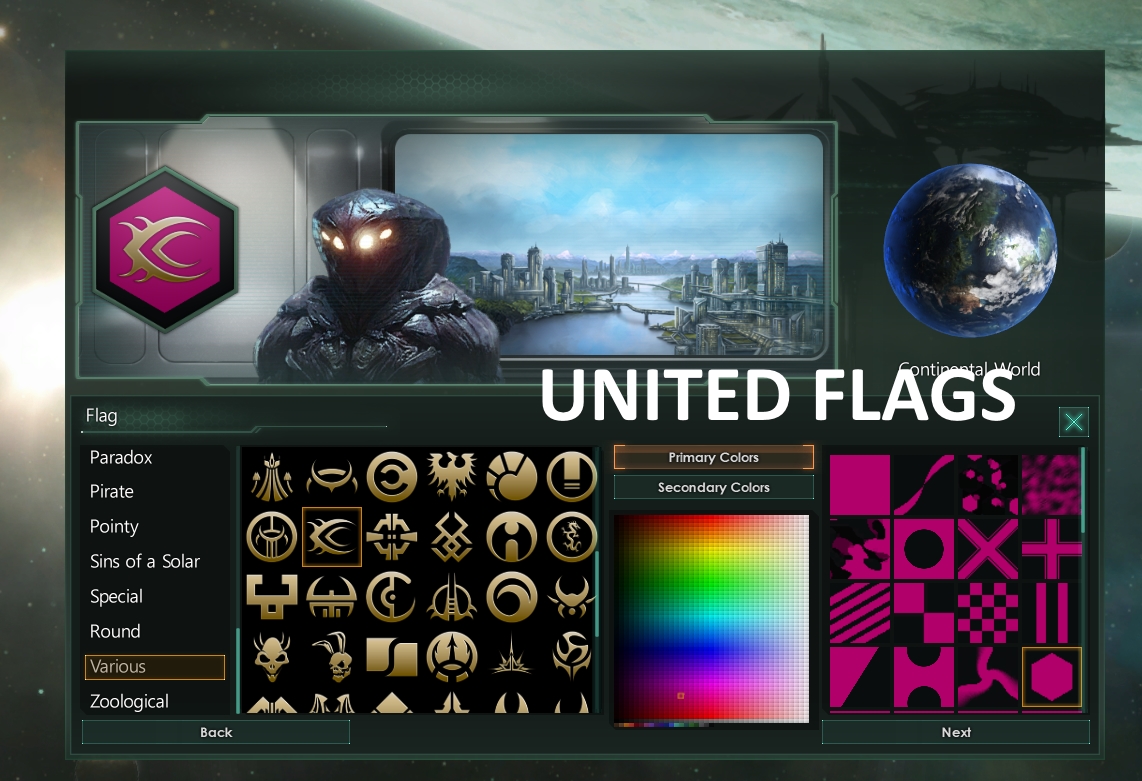 Continental World
UNITED FLAGS
Flag
Paradox
Pirate
Pointy
Sins of a Solar
Special
Round
Various
Zoological
Primary Colors
Secondary Colors
Back
Next